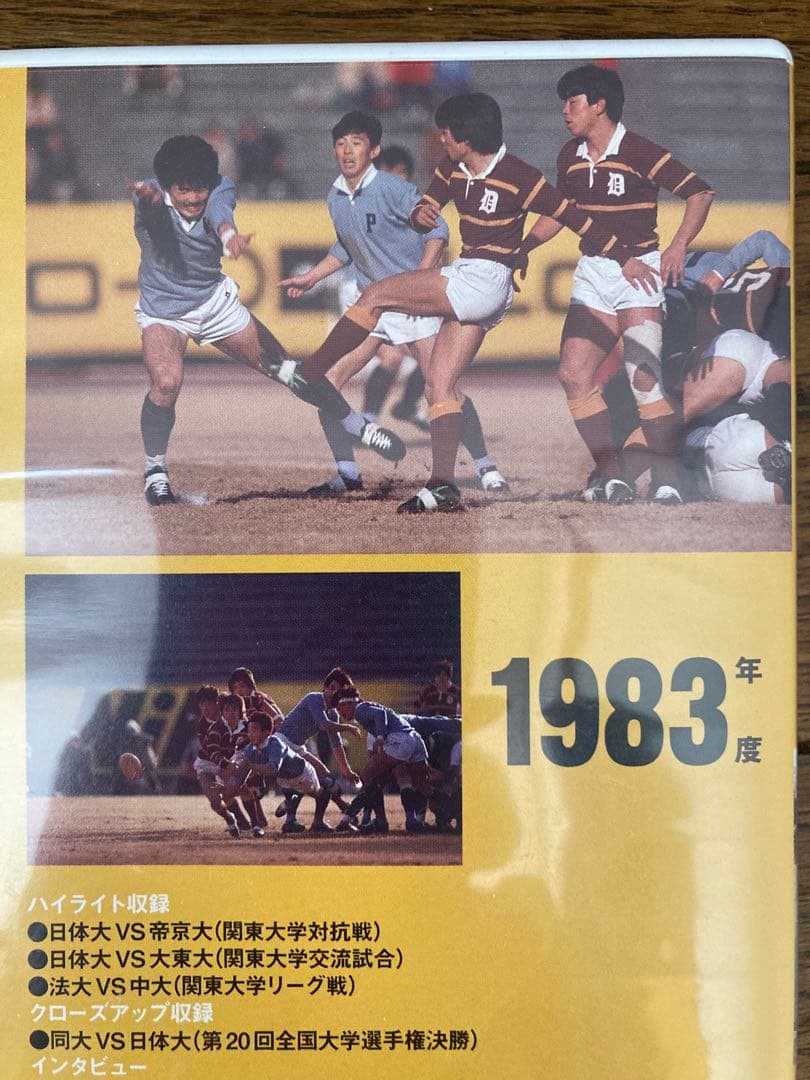 P
D
D
1983年度
ハイライト収録
●日体大VS帝京大(関東大学対抗戦)
●日体大VS大東大(関東大学交流試合)
●法大VS中大(関東大学リーグ戦)
クローズアップ収録
●同大VS日体大(第20回全国大学選手権決勝)
インタビュー